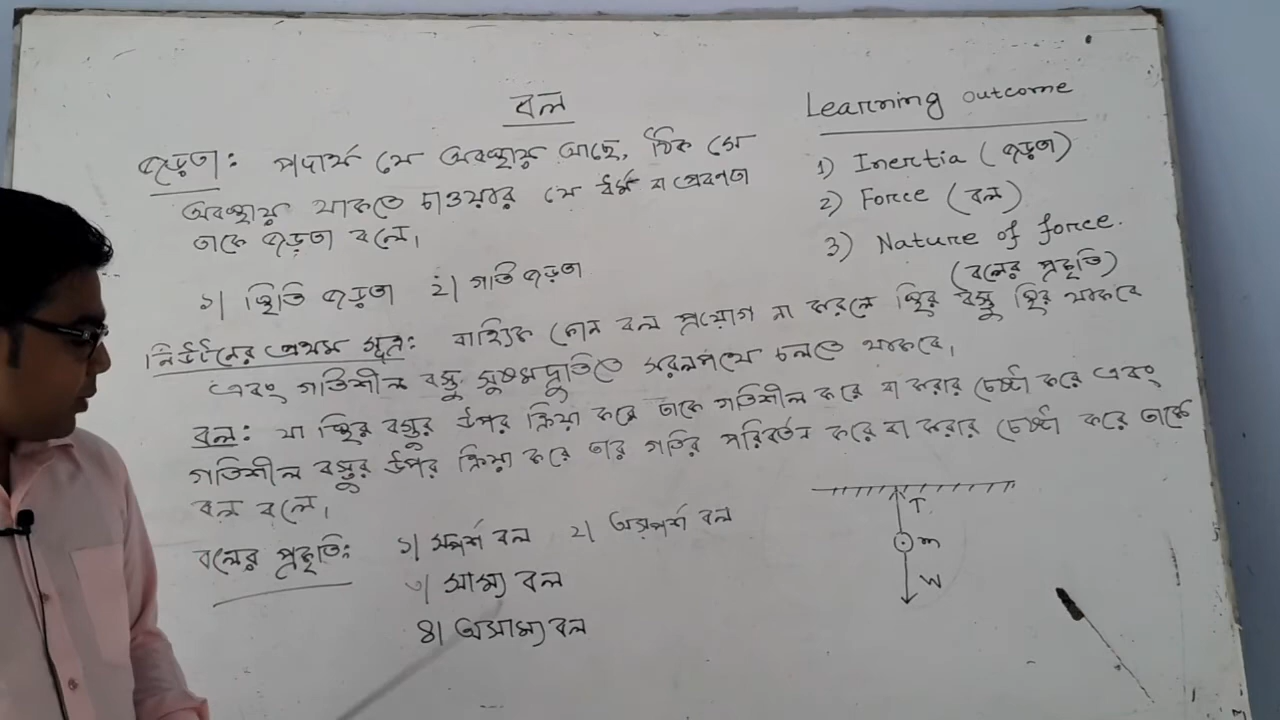 বল
জড়তা: পদার্থ যে অবস্থায় আছে, ঠিক সে
অবস্থায় থাকতে চাওয়ার যে ধর্ম বা প্রবণতা
তাকে জড়তা বলে।
১) স্থিতি জড়তা ২) গতি জড়তা
Learning outcome
1) Inertia (জড়তা)
2) Force (বল)
3) Nature of force.
(বলের প্রকৃতি)
নিউটনের প্রথম সূত্র: বাহ্যিক কোন বল প্রয়োগ না করলে স্থির বস্তু স্থির থাকবে
এবং গতিশীল বস্তু সুষমদ্রুতিতে সরলপথে চলতে থাকবে।
বল: যা স্থির বস্তুর উপর ক্রিয়া করে তাকে গতিশীল করে বা করার চেষ্টা করে এবং
গতিশীল বস্তুর উপর ক্রিয়া করে তার গতির পরিবর্তন করে বা করার চেষ্টা করে তাকে
বল বলে।
বলের প্রকৃতি: ১) স্পর্শ বল ২) অস্পর্শ বল
৩) সাম্য বল
৪) অসাম্য বল
T
m
W